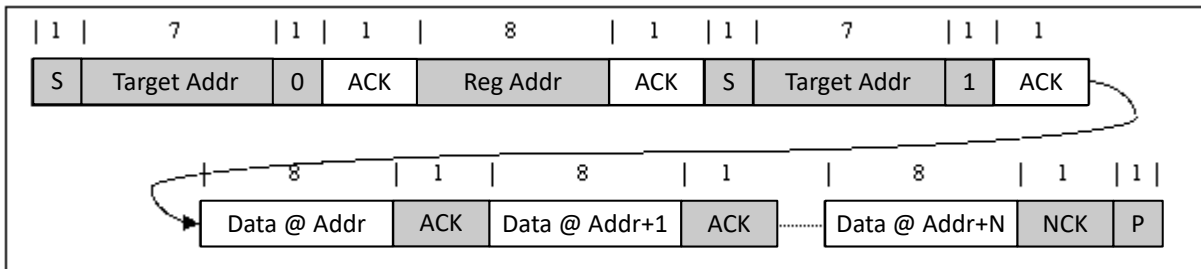 | 1 | 7 | 1 | 1 | 8 | 1 | 1 | 7 | 1 | 1
S Target Addr 0 ACK Reg Addr ACK S Target Addr 1 ACK
| 8 | 1 | 8 | 1 | 8 | 1 | 1 |
Data @ Addr ACK Data @ Addr+1 ACK Data @ Addr+N NCK P